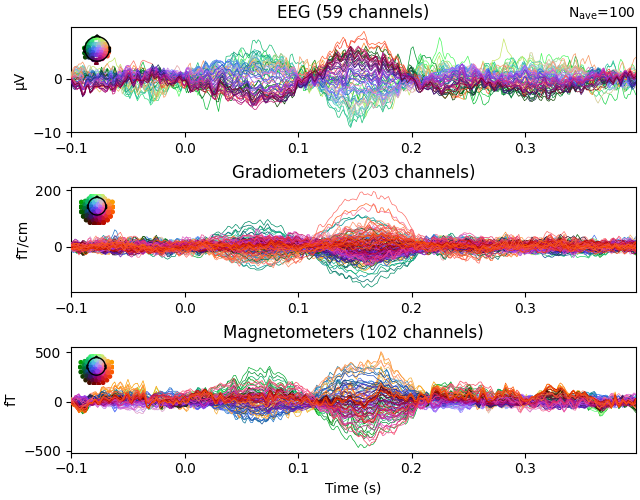 EEG (59 channels)
Nave=100
µV
0
−10
−0.1 0.0 0.1 0.2 0.3
Gradiometers (203 channels)
fT/cm
200
0
−0.1 0.0 0.1 0.2 0.3
Magnetometers (102 channels)
fT
500
0
−500
−0.1 0.0 0.1 0.2 0.3
Time (s)